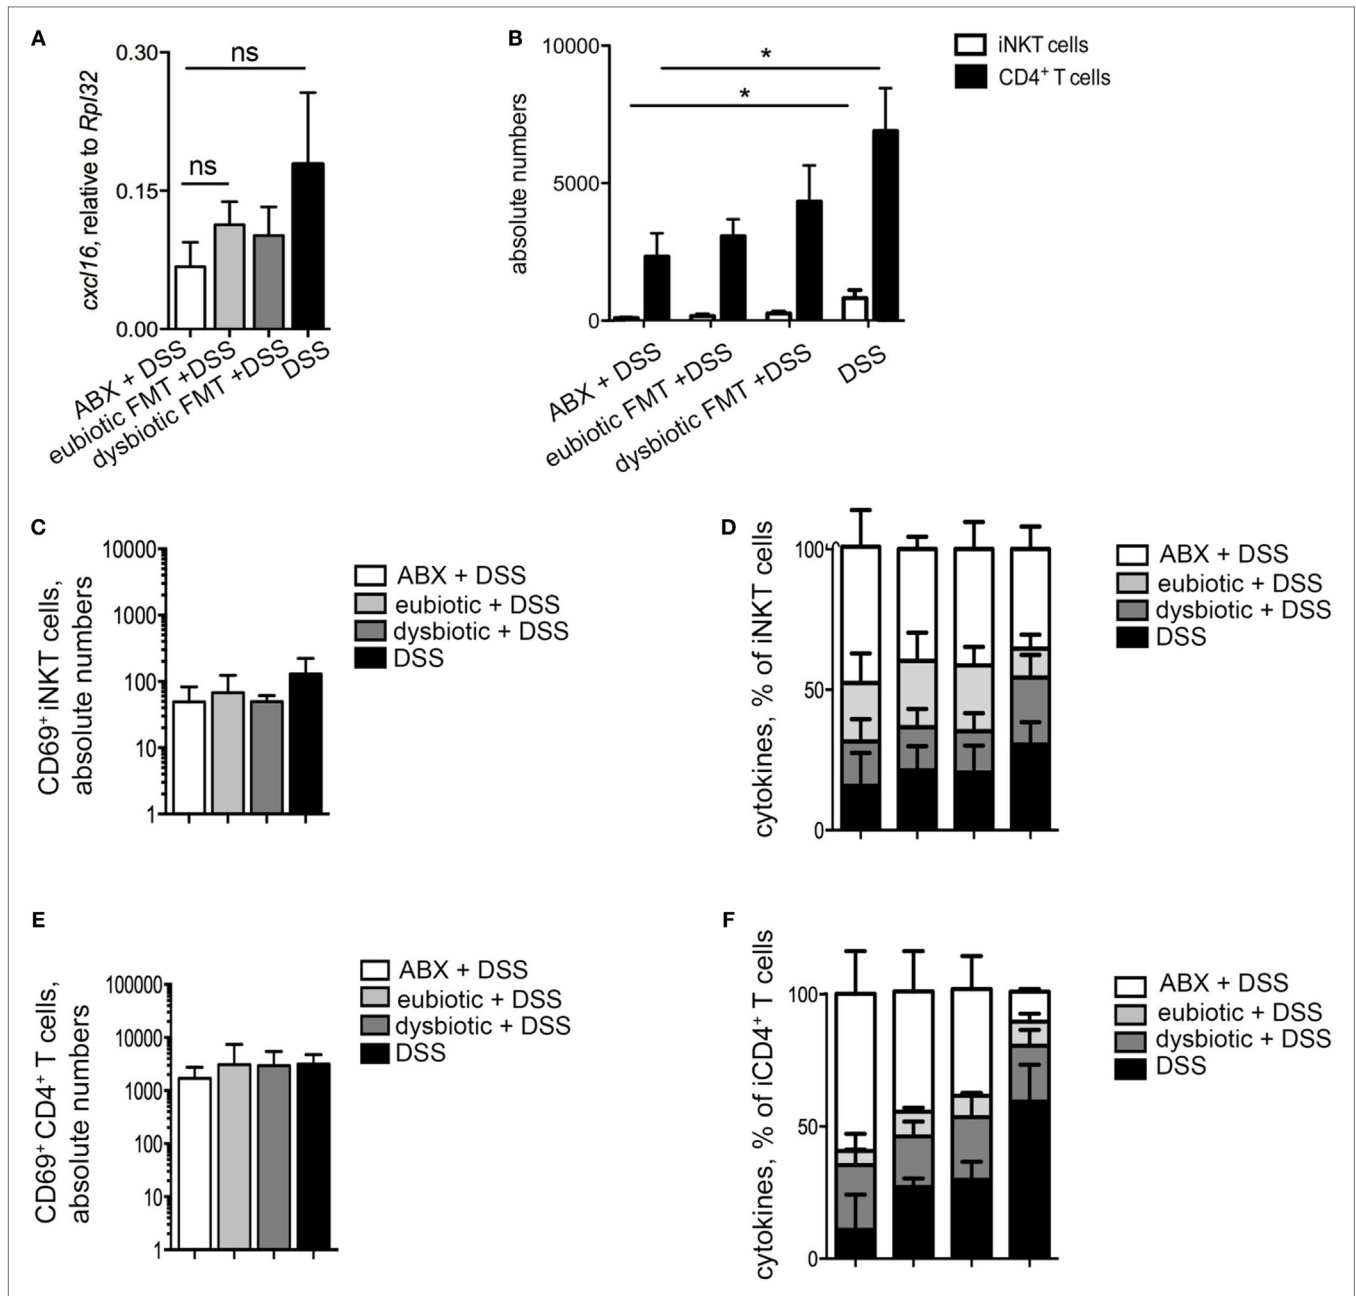 A
cxcl16, relative to Rpl32
0.30
0.15
0.00
ns
ns
ABX + DSS
eubiotic FMT +DSS
dysbiotic FMT +DSS
DSS
B
absolute numbers
10000
5000
0
*
*
iNKT cells
CD4+ T cells
ABX + DSS
eubiotic FMT +DSS
dysbiotic FMT +DSS
DSS
C
CD69+ iNKT cells,
absolute numbers
10000
1000
100
10
1
ABX + DSS
eubiotic + DSS
dysbiotic + DSS
DSS
D
cytokines, % of iNKT cells
100
50
0
ABX + DSS
eubiotic + DSS
dysbiotic + DSS
DSS
E
CD69+ CD4+ T cells,
absolute numbers
100000
10000
1000
100
10
1
ABX + DSS
eubiotic + DSS
dysbiotic + DSS
DSS
F
cytokines, % of iCD4+ T cells
100
50
0
ABX + DSS
eubiotic + DSS
dysbiotic + DSS
DSS